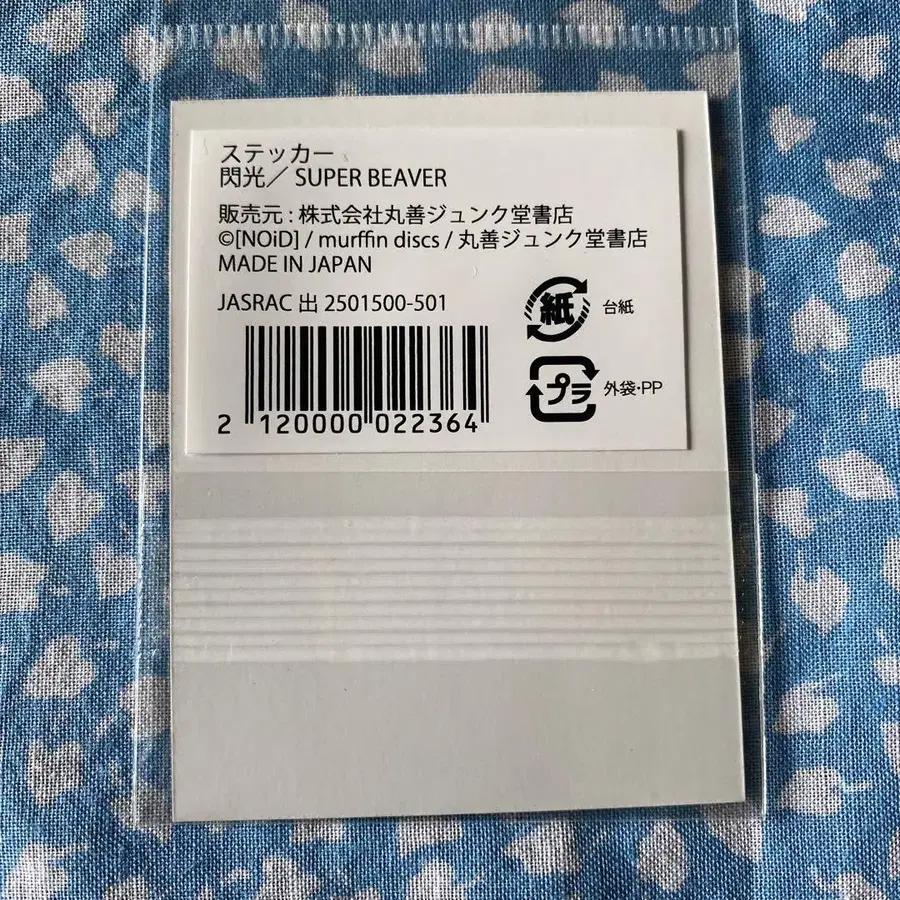 ステッカー
閃光／ SUPER BEAVER
販売元 : 株式会社丸善ジュンク堂書店
©[NOiD] / murffin discs / 丸善ジュンク堂書店
MADE IN JAPAN
JASRAC 出 2501500-501
紙 台紙
プラ 外袋・PP
2 120000 022364